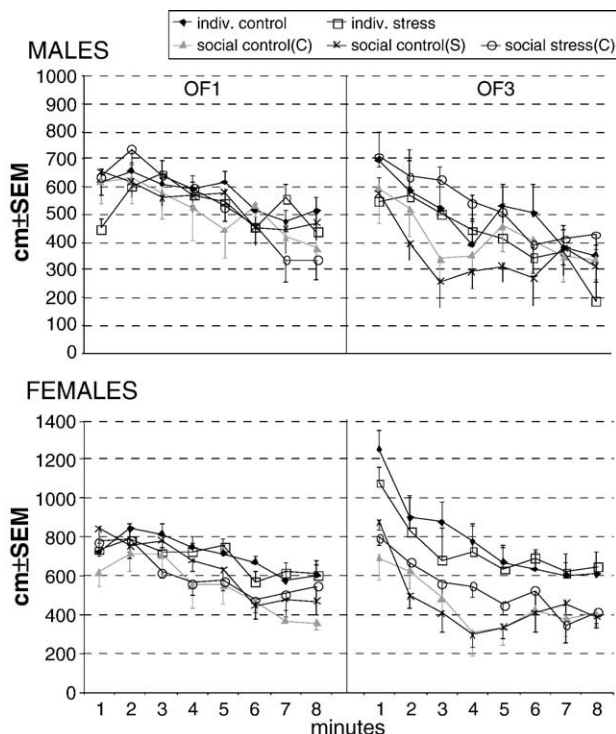 indiv. control indiv. stress
social control(C) social control(S) social stress(C)
MALES
OF1 OF3
cm±SEM
1000
900
800
700
600
500
400
300
200
100
0
FEMALES
cm±SEM
1400
1200
1000
800
600
400
200
0
1 2 3 4 5 6 7 8 1 2 3 4 5 6 7 8
minutes